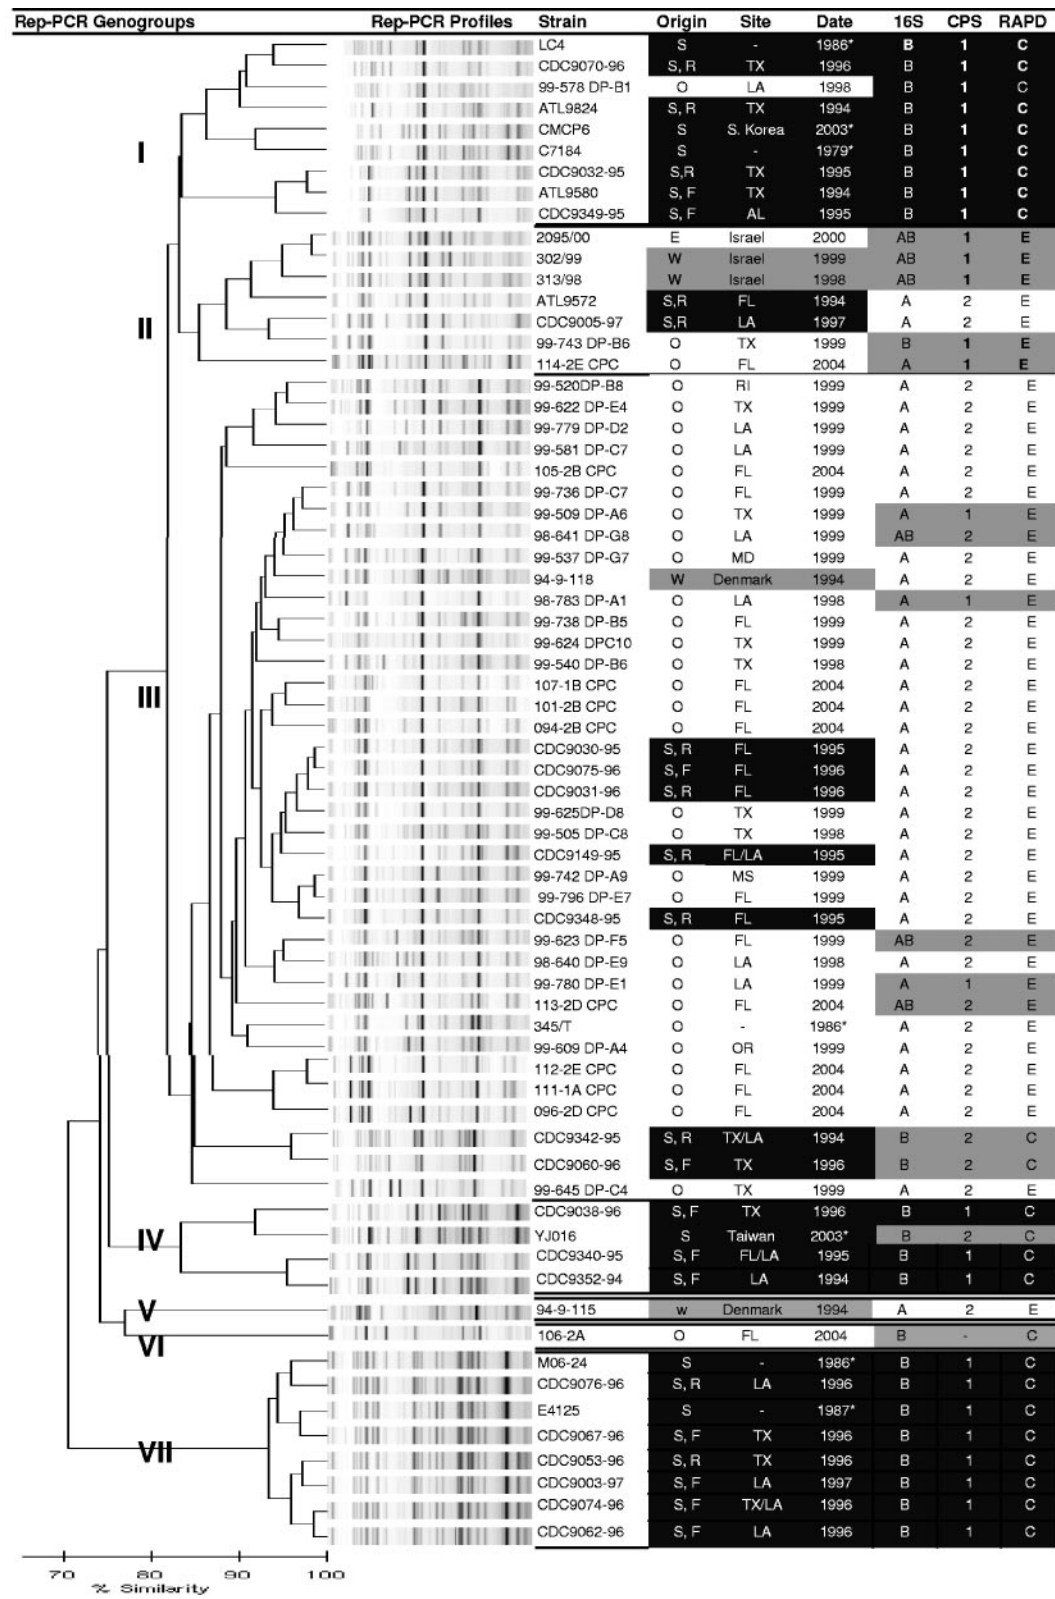 Rep-PCR Genogroups Rep-PCR Profiles Strain Origin Site Date 16S CPS RAPD
LC4 S - 1986* B 1 C
CDC9070-96 S, R TX 1996 B 1 C
99-578 DP-B1 O LA 1998 B 1 C
ATL9824 S, R TX 1994 B 1 C
CMCP6 S S. Korea 2003* B 1 C
I
C7184 S - 1979* B 1 C
CDC9032-95 S,R TX 1995 B 1 C
ATL9580 S, F TX 1994 B 1 C
CDC9349-95 S, F AL 1995 B 1 C
2095/00 E Israel 2000 AB 1 E
302/99 W Israel 1999 AB 1 E
313/98 W Israel 1998 AB 1 E
ATL9572 S,R FL 1994 A 2 E
II
CDC9005-97 S,R LA 1997 A 2 E
99-743 DP-B6 O TX 1999 B 1 E
114-2E CPC O FL 2004 A 1 E
99-520DP-B8 O RI 1999 A 2 E
99-622 DP-E4 O TX 1999 A 2 E
99-779 DP-D2 O LA 1999 A 2 E
99-581 DP-C7 O LA 1999 A 2 E
105-2B CPC O FL 2004 A 2 E
99-736 DP-C7 O FL 1999 A 2 E
99-509 DP-A6 O TX 1999 A 1 E
98-641 DP-G8 O LA 1999 AB 2 E
99-537 DP-G7 O MD 1999 A 2 E
94-9-118 W Denmark 1994 A 2 E
98-783 DP-A1 O LA 1998 A 1 E
99-738 DP-B5 O FL 1999 A 2 E
99-624 DPC10 O TX 1999 A 2 E
99-540 DP-B6 O TX 1998 A 2 E
107-1B CPC O FL 2004 A 2 E
III
101-2B CPC O FL 2004 A 2 E
094-2B CPC O FL 2004 A 2 E
CDC9030-95 S, R FL 1995 A 2 E
CDC9075-96 S, F FL 1996 A 2 E
CDC9031-96 S, R FL 1996 A 2 E
99-625DP-D8 O TX 1999 A 2 E
99-505 DP-C8 O TX 1998 A 2 E
CDC9149-95 S, R FL/LA 1995 A 2 E
99-742 DP-A9 O MS 1999 A 2 E
99-796 DP-E7 O FL 1999 A 2 E
CDC9348-95 S, R FL 1995 A 2 E
99-623 DP-F5 O FL 1999 AB 2 E
98-640 DP-E9 O LA 1998 A 2 E
99-780 DP-E1 O LA 1999 A 1 E
113-2D CPC O FL 2004 AB 2 E
345/T O - 1986* A 2 E
99-609 DP-A4 O OR 1999 A 2 E
112-2E CPC O FL 2004 A 2 E
111-1A CPC O FL 2004 A 2 E
096-2D CPC O FL 2004 A 2 E
CDC9342-95 S, R TX/LA 1994 B 2 C
CDC9060-96 S, F TX 1996 B 2 C
99-645 DP-C4 O TX 1999 A 2 E
CDC9038-96 S, F TX 1996 B 1 C
IV
YJ016 S Taiwan 2003* B 2 C
CDC9340-95 S, F FL/LA 1995 B 1 C
CDC9352-94 S, F LA 1994 B 1 C
V
94-9-115 w Denmark 1994 A 2 E
VI
106-2A O FL 2004 B - C
M06-24 S - 1986* B 1 C
CDC9076-96 S, R LA 1996 B 1 C
E4125 S - 1987* B 1 C
CDC9067-96 S, F TX 1996 B 1 C
VII
CDC9053-96 S, R TX 1996 B 1 C
CDC9003-97 S, F LA 1997 B 1 C
CDC9074-96 S, F TX/LA 1996 B 1 C
CDC9062-96 S, F LA 1996 B 1 C
70 80 90 100
% Similarity